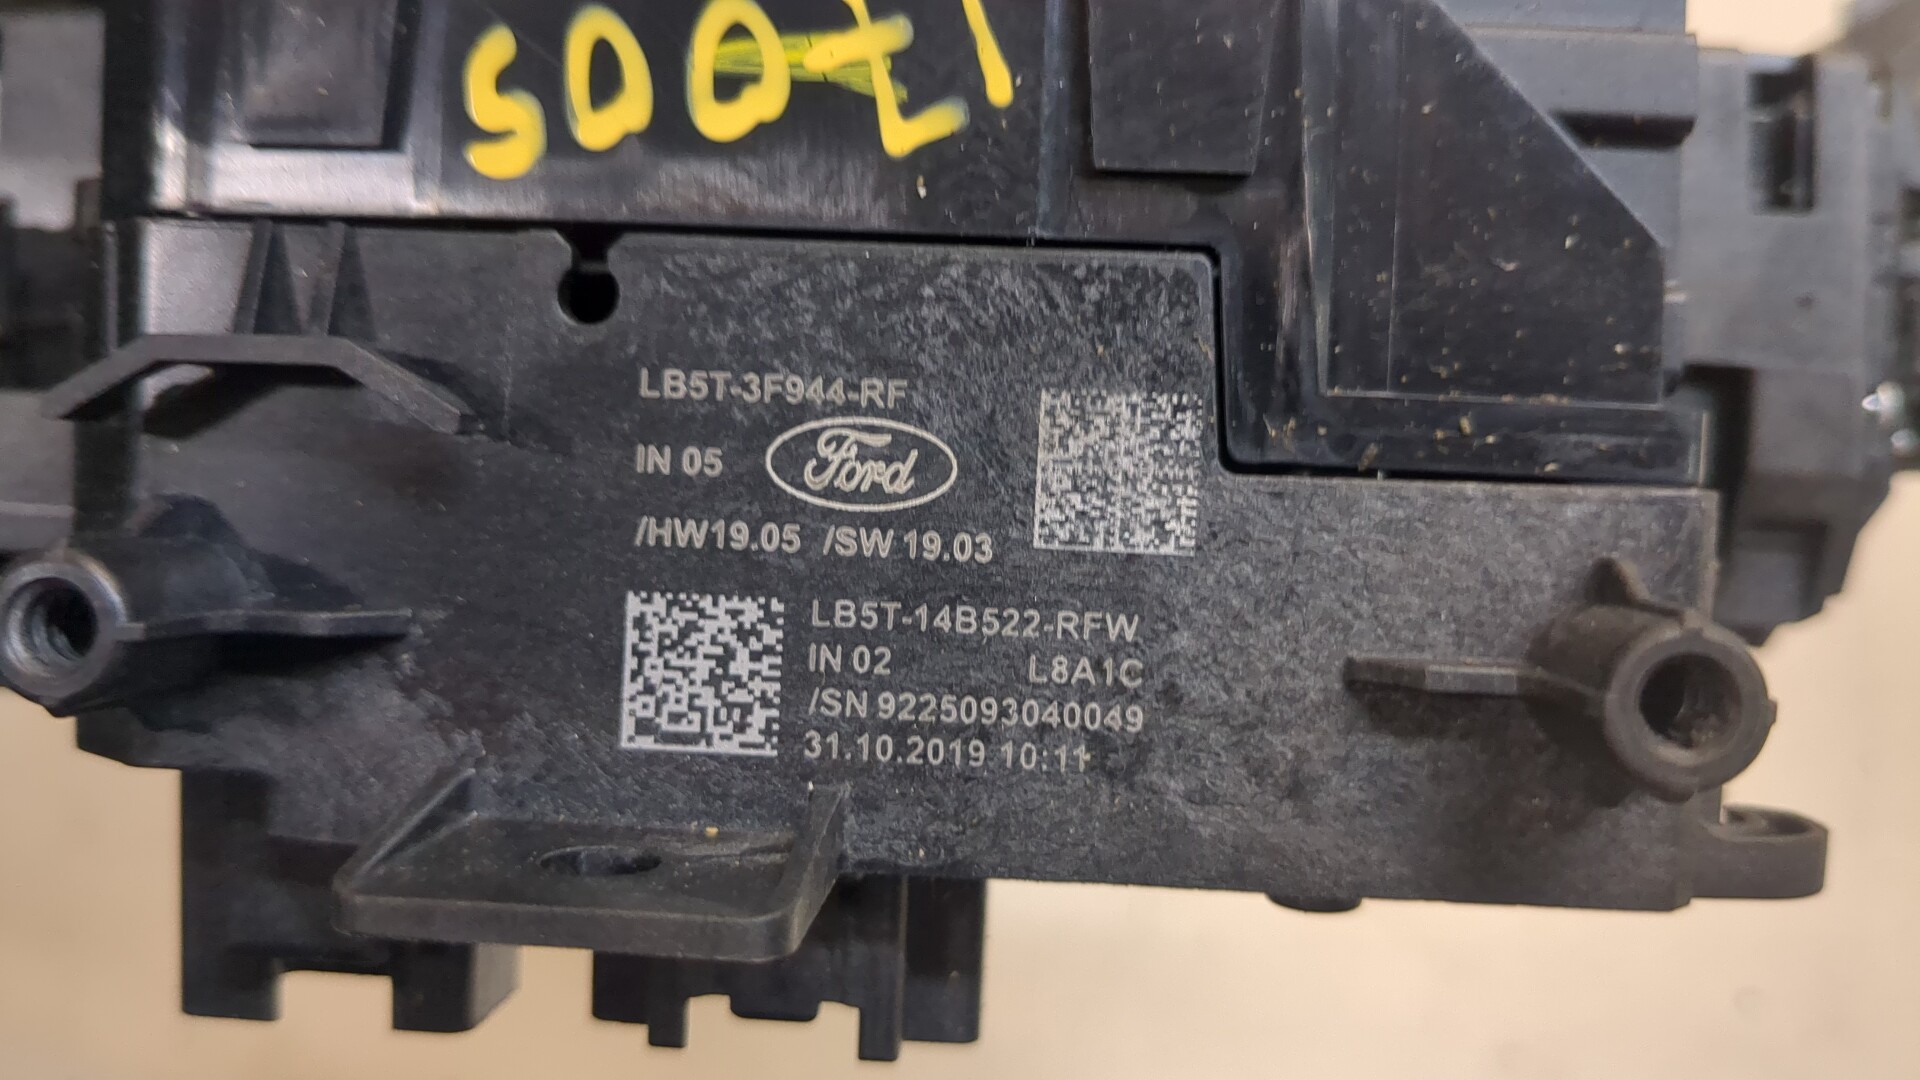 LB5T-3F944-RF
IN 05 Ford
/HW19.05 /SW 19.03
LB5T-14B522-RFW
IN 02 L8A1C
/SN 9225093040049
31.10.2019 10:11